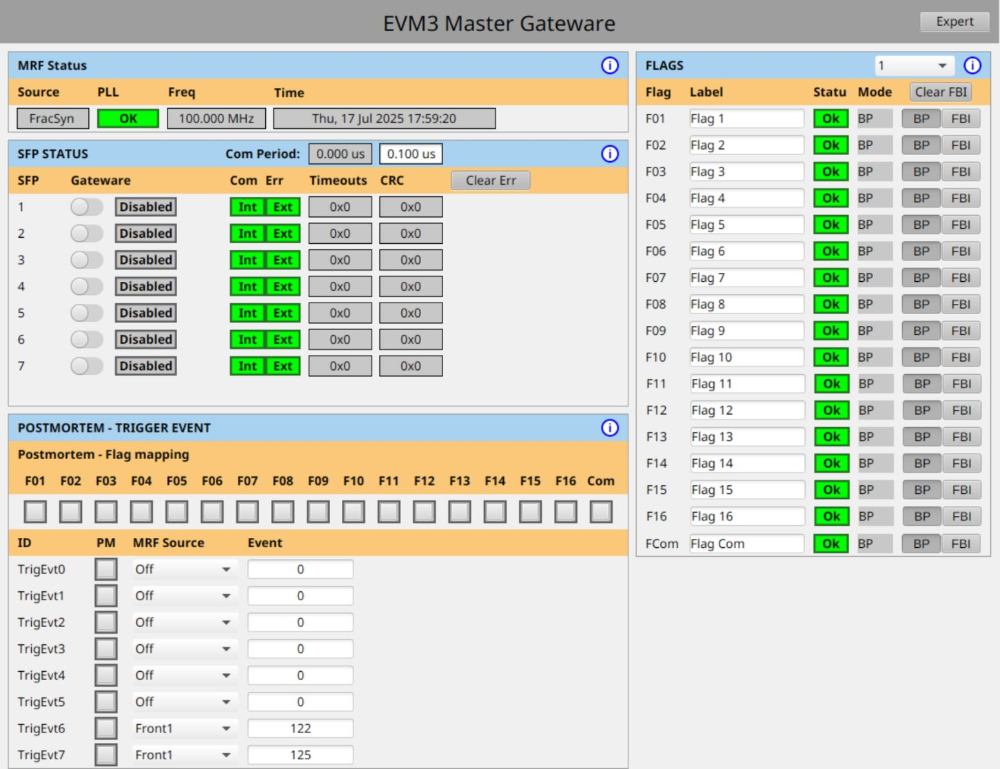 EVM3 Master Gateware
Expert
MRF Status
Source PLL Freq Time
FracSyn OK 100.000 MHz Thu, 17 Jul 2025 17:59:20
SFP STATUS Com Period: 0.000 us 0.100 us
SFP Gateware Com Err Timeouts CRC Clear Err
1 Disabled Int Ext 0x0 0x0
2 Disabled Int Ext 0x0 0x0
3 Disabled Int Ext 0x0 0x0
4 Disabled Int Ext 0x0 0x0
5 Disabled Int Ext 0x0 0x0
6 Disabled Int Ext 0x0 0x0
7 Disabled Int Ext 0x0 0x0
POSTMORTEM - TRIGGER EVENT
Postmortem - Flag mapping
F01 F02 F03 F04 F05 F06 F07 F08 F09 F10 F11 F12 F13 F14 F15 F16 Com
ID PM MRF Source Event
TrigEvt0 Off 0
TrigEvt1 Off 0
TrigEvt2 Off 0
TrigEvt3 Off 0
TrigEvt4 Off 0
TrigEvt5 Off 0
TrigEvt6 Front1 122
TrigEvt7 Front1 125
FLAGS 1
Flag Label Statu Mode Clear FBI
F01 Flag 1 Ok BP BP FBI
F02 Flag 2 Ok BP BP FBI
F03 Flag 3 Ok BP BP FBI
F04 Flag 4 Ok BP BP FBI
F05 Flag 5 Ok BP BP FBI
F06 Flag 6 Ok BP BP FBI
F07 Flag 7 Ok BP BP FBI
F08 Flag 8 Ok BP BP FBI
F09 Flag 9 Ok BP BP FBI
F10 Flag 10 Ok BP BP FBI
F11 Flag 11 Ok BP BP FBI
F12 Flag 12 Ok BP BP FBI
F13 Flag 13 Ok BP BP FBI
F14 Flag 14 Ok BP BP FBI
F15 Flag 15 Ok BP BP FBI
F16 Flag 16 Ok BP BP FBI
FCom Flag Com Ok BP BP FBI